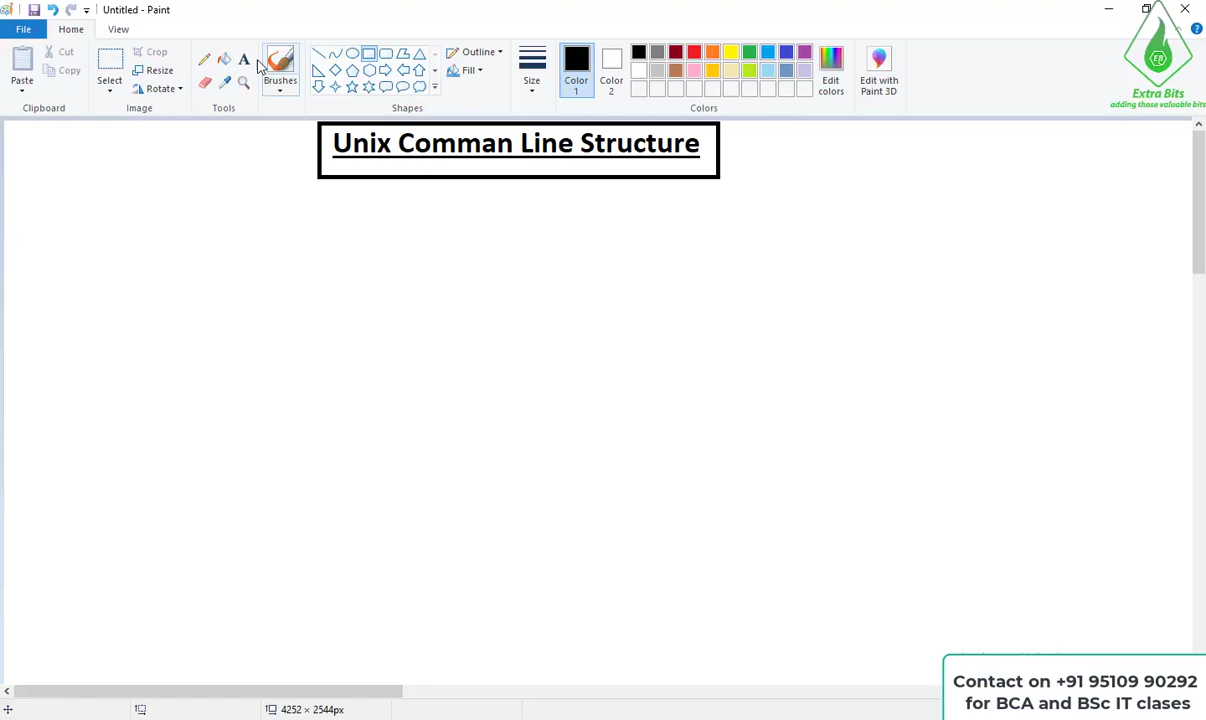 Untitled - Paint
File Home View
Cut
Copy
Paste
Clipboard
Select
Crop
Resize
Rotate
Image
Tools
Brushes
Shapes
Outline
Fill
Size
Color 1
Color 2
Colors
Edit colors
Edit with Paint 3D
Extra Bits
adding those valuable bits
Unix Comman Line Structure
4252 × 2544px
Contact on +91 95109 90292
for BCA and BSc IT clases